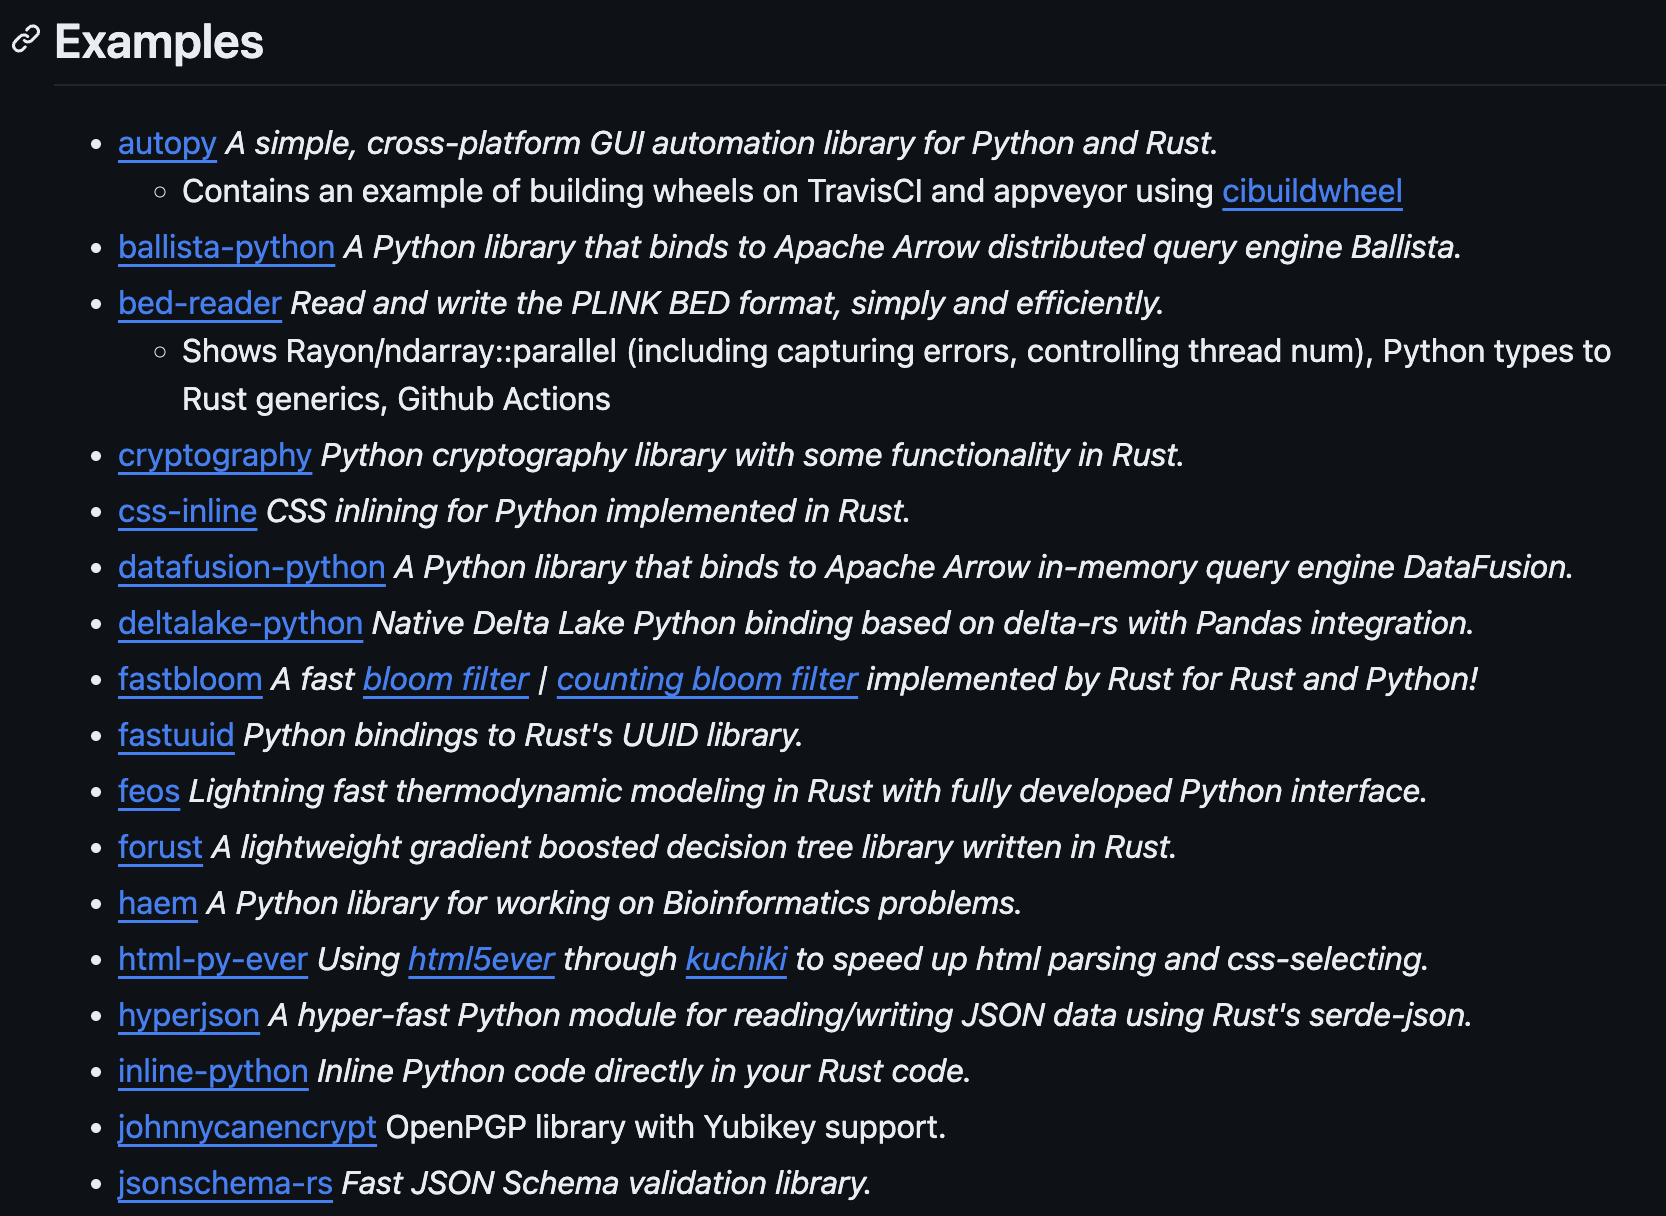 Examples
autopy A simple, cross-platform GUI automation library for Python and Rust.
Contains an example of building wheels on TravisCI and appveyor using cibuildwheel
ballista-python A Python library that binds to Apache Arrow distributed query engine Ballista.
bed-reader Read and write the PLINK BED format, simply and efficiently.
Shows Rayon/ndarray::parallel (including capturing errors, controlling thread num), Python types to
Rust generics, Github Actions
cryptography Python cryptography library with some functionality in Rust.
css-inline CSS inlining for Python implemented in Rust.
datafusion-python A Python library that binds to Apache Arrow in-memory query engine DataFusion.
deltalake-python Native Delta Lake Python binding based on delta-rs with Pandas integration.
fastbloom A fast bloom filter | counting bloom filter implemented by Rust for Rust and Python!
fastuuid Python bindings to Rust's UUID library.
feos Lightning fast thermodynamic modeling in Rust with fully developed Python interface.
forust A lightweight gradient boosted decision tree library written in Rust.
haem A Python library for working on Bioinformatics problems.
html-py-ever Using html5ever through kuchiki to speed up html parsing and css-selecting.
hyperjson A hyper-fast Python module for reading/writing JSON data using Rust's serde-json.
inline-python Inline Python code directly in your Rust code.
johnnycanencrypt OpenPGP library with Yubikey support.
jsonschema-rs Fast JSON Schema validation library.